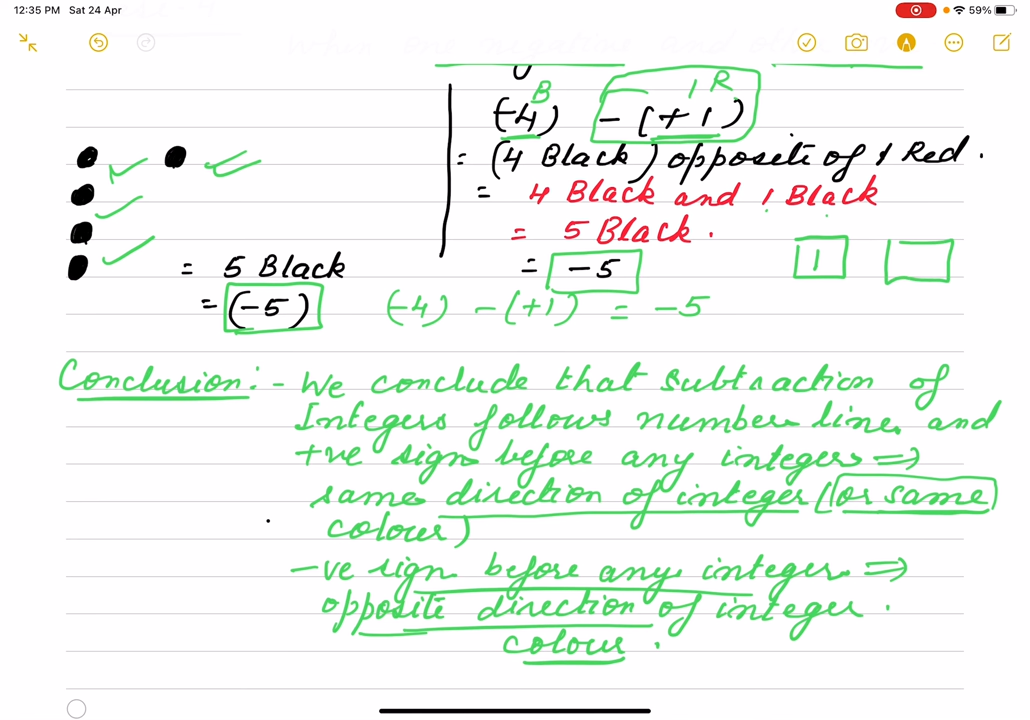 12:35 PM Sat 24 Apr
59%
B
1 R
(-4) - (+1)
= (4 Black) opposite of 1 Red.
= 4 Black and 1 Black
= 5 Black.
= -5
1
= 5 Black
= (-5)
(-4) - (+1) = -5
Conclusion:- We conclude that subtraction of
Integers follows number line and
+ve sign before any integers ⇒
same direction of integer (or same
colour)
-ve sign before any integer ⇒
opposite direction of integer.
colour.